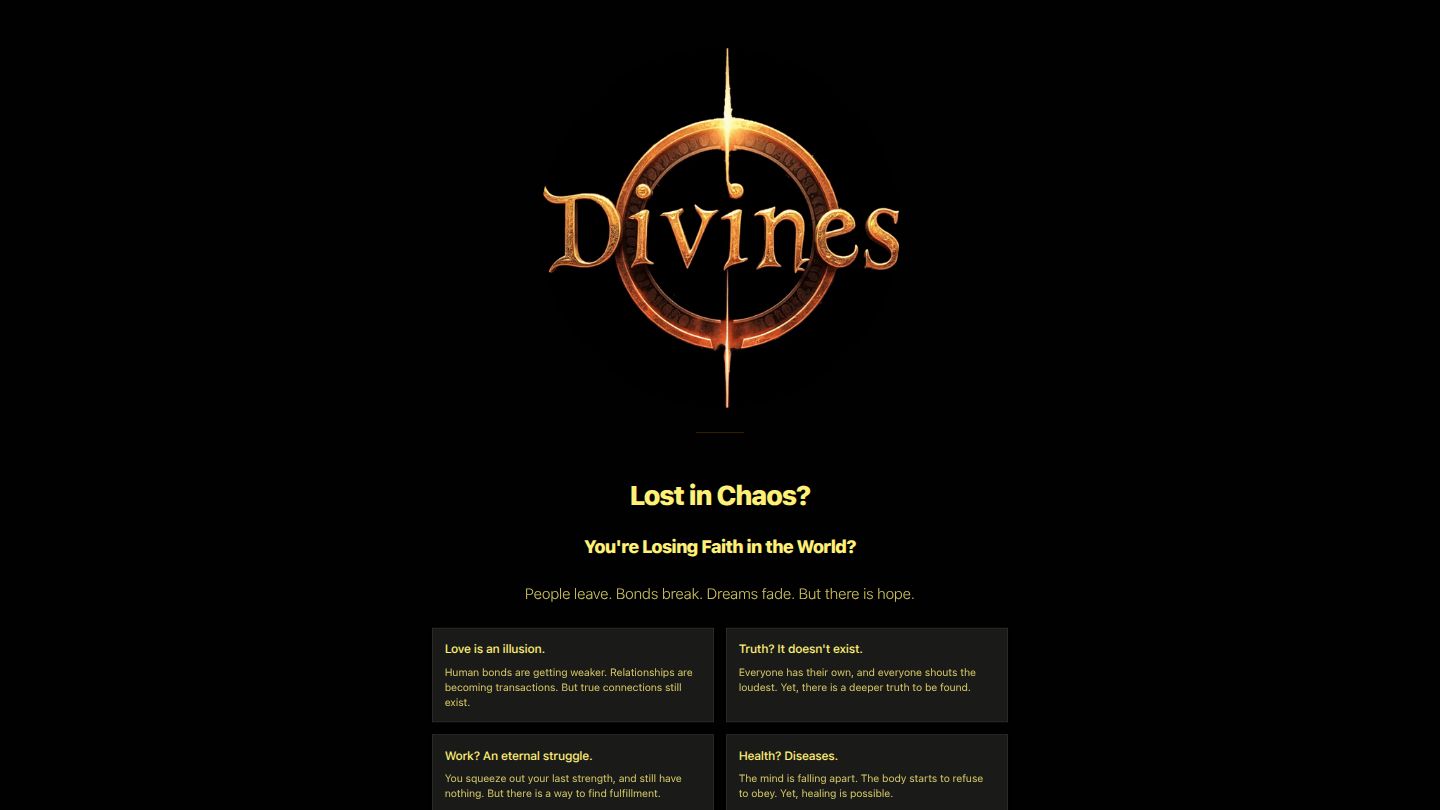 Divines
Lost in Chaos?
You're Losing Faith in the World?
People leave. Bonds break. Dreams fade. But there is hope.
Love is an illusion.
Human bonds are getting weaker. Relationships are
becoming transactions. But true connections still
exist.
Truth? It doesn't exist.
Everyone has their own, and everyone shouts the
loudest. Yet, there is a deeper truth to be found.
Work? An eternal struggle.
You squeeze out your last strength, and still have
nothing. But there is a way to find fulfillment.
Health? Diseases.
The mind is falling apart. The body starts to refuse
to obey. Yet, healing is possible.